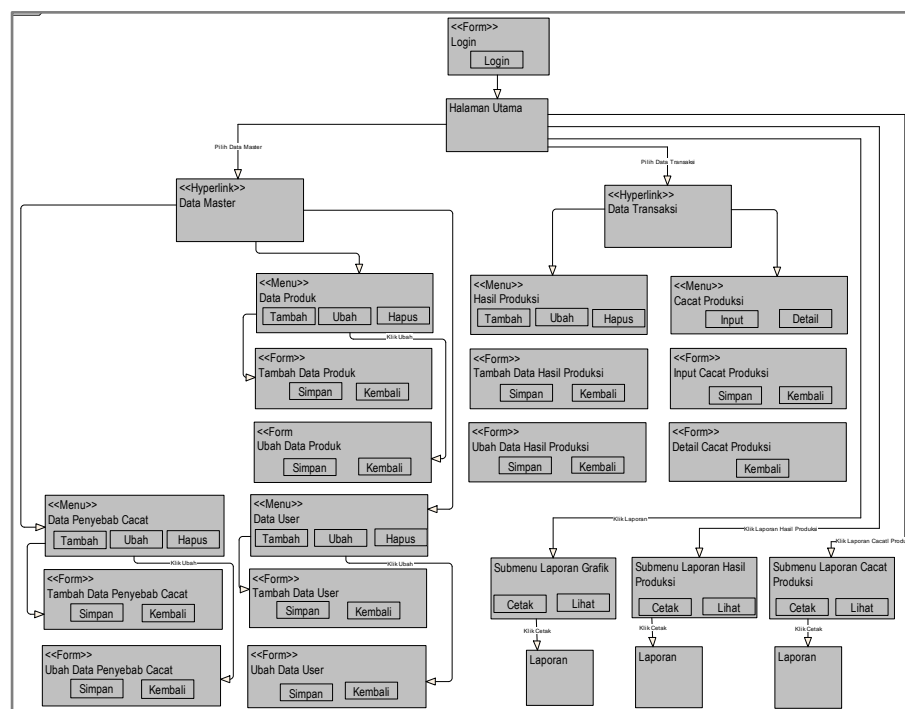 <<Form>>
Login
Login
Halaman Utama
Pilih Data Master
Pilih Data Transaksi
<<Hyperlink>>
Data Master
<<Hyperlink>>
Data Transaksi
<<Menu>>
Data Produk
Tambah
Ubah
Hapus
Klik Ubah
<<Menu>>
Hasil Produksi
Tambah
Ubah
Hapus
<<Menu>>
Cacat Produksi
Input
Detail
<<Form>>
Tambah Data Produk
Simpan
Kembali
<<Form>>
Tambah Data Hasil Produksi
Simpan
Kembali
<<Form>>
Input Cacat Produksi
Simpan
Kembali
<<Form
Ubah Data Produk
Simpan
Kembali
<<Form>>
Ubah Data Hasil Produksi
Simpan
Kembali
<<Form>>
Detail Cacat Produksi
Kembali
<<Menu>>
Data Penyebab Cacat
Tambah
Ubah
Hapus
Klik Ubah
<<Menu>>
Data User
Tambah
Ubah
Hapus
Klik Ubah
Klik Laporan
Klik Laporan Hasil Produks
Klik Laporan Cacatl Produ
<<Form>>
Tambah Data Penyebab Cacat
Simpan
Kembali
<<Form>>
Tambah Data User
Simpan
Kembali
Submenu Laporan Grafik
Cetak
Lihat
Klik Cetak
Submenu Laporan Hasil
Produksi
Cetak
Lihat
Klik Cetak
Submenu Laporan Cacat
Produksi
Cetak
Lihat
Klik Cetak
<<Form>>
Ubah Data Penyebab Cacat
Simpan
Kembali
<<Form>>
Ubah Data User
Simpan
Kembali
Laporan
Laporan
Laporan